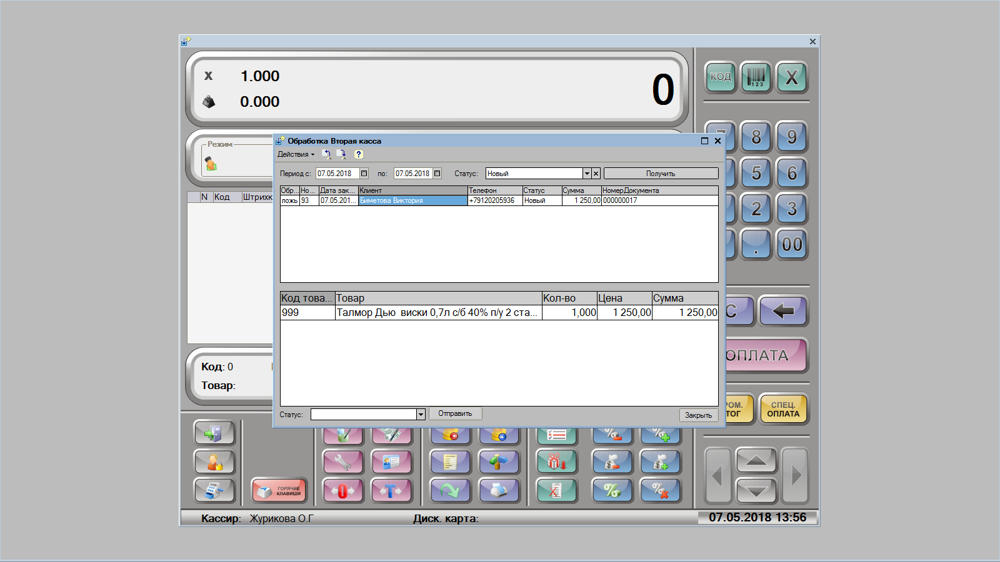 X 1.000
0.000
0
КОД
123
X
Режим
8
9
5
6
2
3
.
00
N Код Штрихк
Обработка Вторая касса
Действия
Период с: 07.05.2018 по: 07.05.2018 Статус: Новый Получить
Обр... Но... Дата зак... Клиент Телефон Статус Сумма НомерДокумента
ложь 93 07.05.201... Биметова Виктория +79120205936 Новый 1 250,00 000000017
Код това... Товар Кол-во Цена Сумма
999 Талмор Дью виски 0,7л с/б 40% п/у 2 ста... 1,000 1 250,00 1 250,00
Статус: Отправить Закрыть
С
ОПЛАТА
РОМ.
ТОГ
СПЕЦ.
ОПЛАТА
Код: 0
Товар:
ГОРЯЧИЕ
КЛАВИШИ
0
Т
Кассир: Журикова О.Г Диск. карта: 07.05.2018 13:56